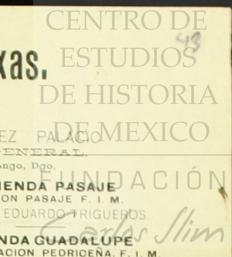 CENTRO DE
43
ESTUDIOS
xas.
DE HISTORIA
DE MEXICO
EZ PALACIO
GENERAL.
ango, Dgo.
FUNDACIÓN
IENDA PASAJE
ON PASAJE F. I. M.
EDUARDO TRIGUEROS
Carlos Slim
NDA GUADALUPE
ACION PEDRICEÑA, F. I. M.